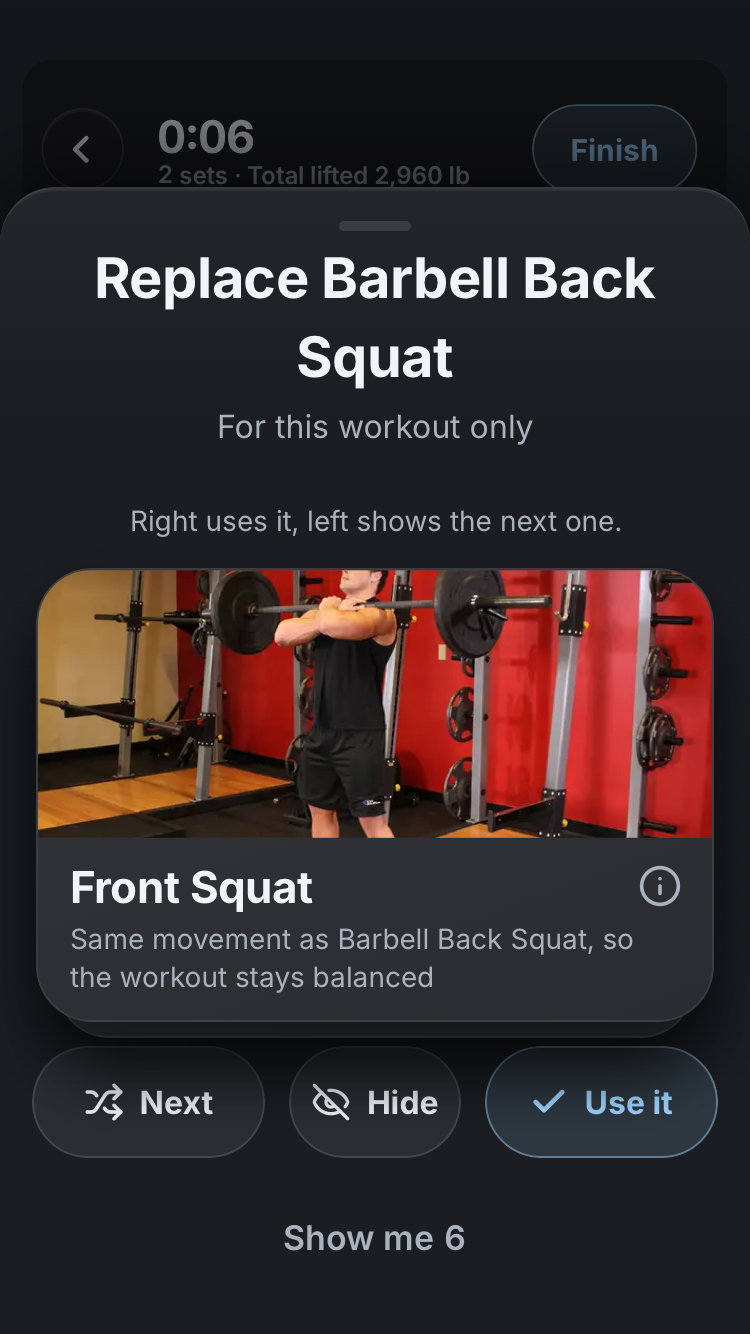 0:06
2 sets · Total lifted 2,960 lb
Finish
Replace Barbell Back
Squat
For this workout only
Right uses it, left shows the next one.
Front Squat
Same movement as Barbell Back Squat, so
the workout stays balanced
Next
Hide
Use it
Show me 6